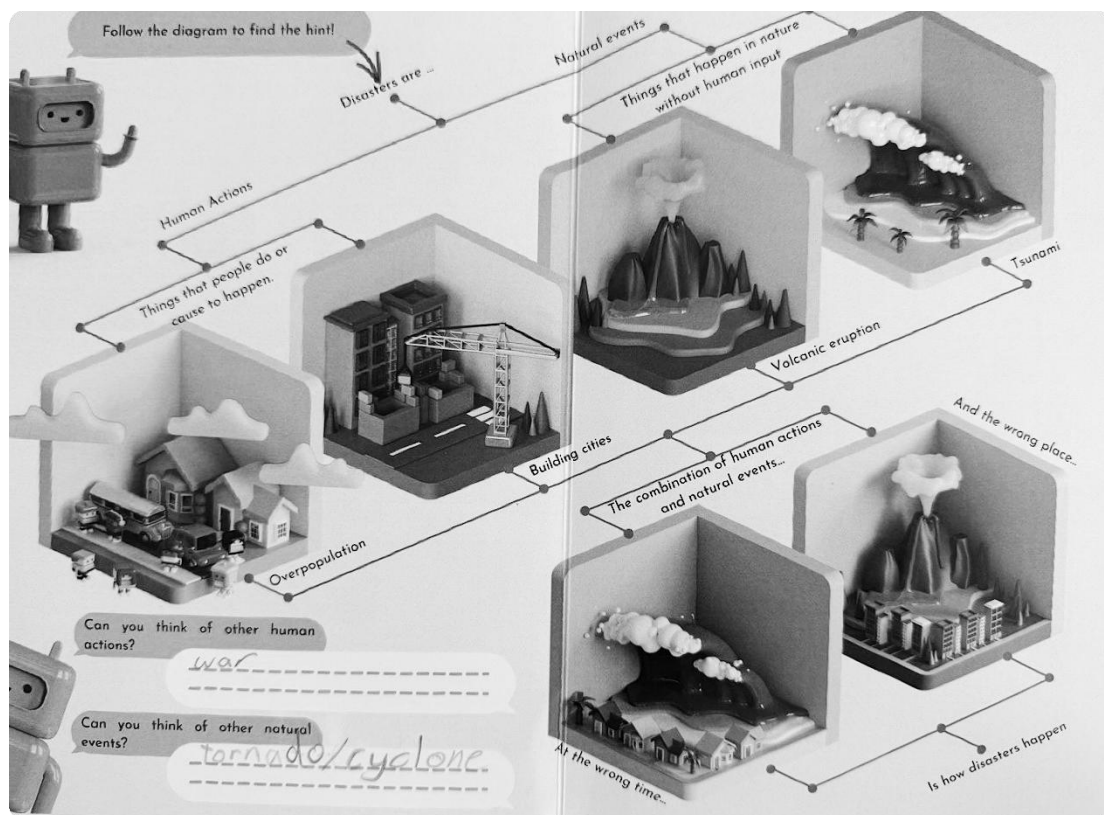 Follow the diagram to find the hint!
Disasters are ...
Natural events
Things that happen in nature
without human input
Human Actions
Things that people do or
cause to happen.
Tsunami
Volcanic eruption
Building cities
Overpopulation
The combination of human actions
and natural events...
And the wrong place...
At the wrong time...
Is how disasters happen
Can you think of other human
actions?
war
Can you think of other natural
events?
tornado/cyclone